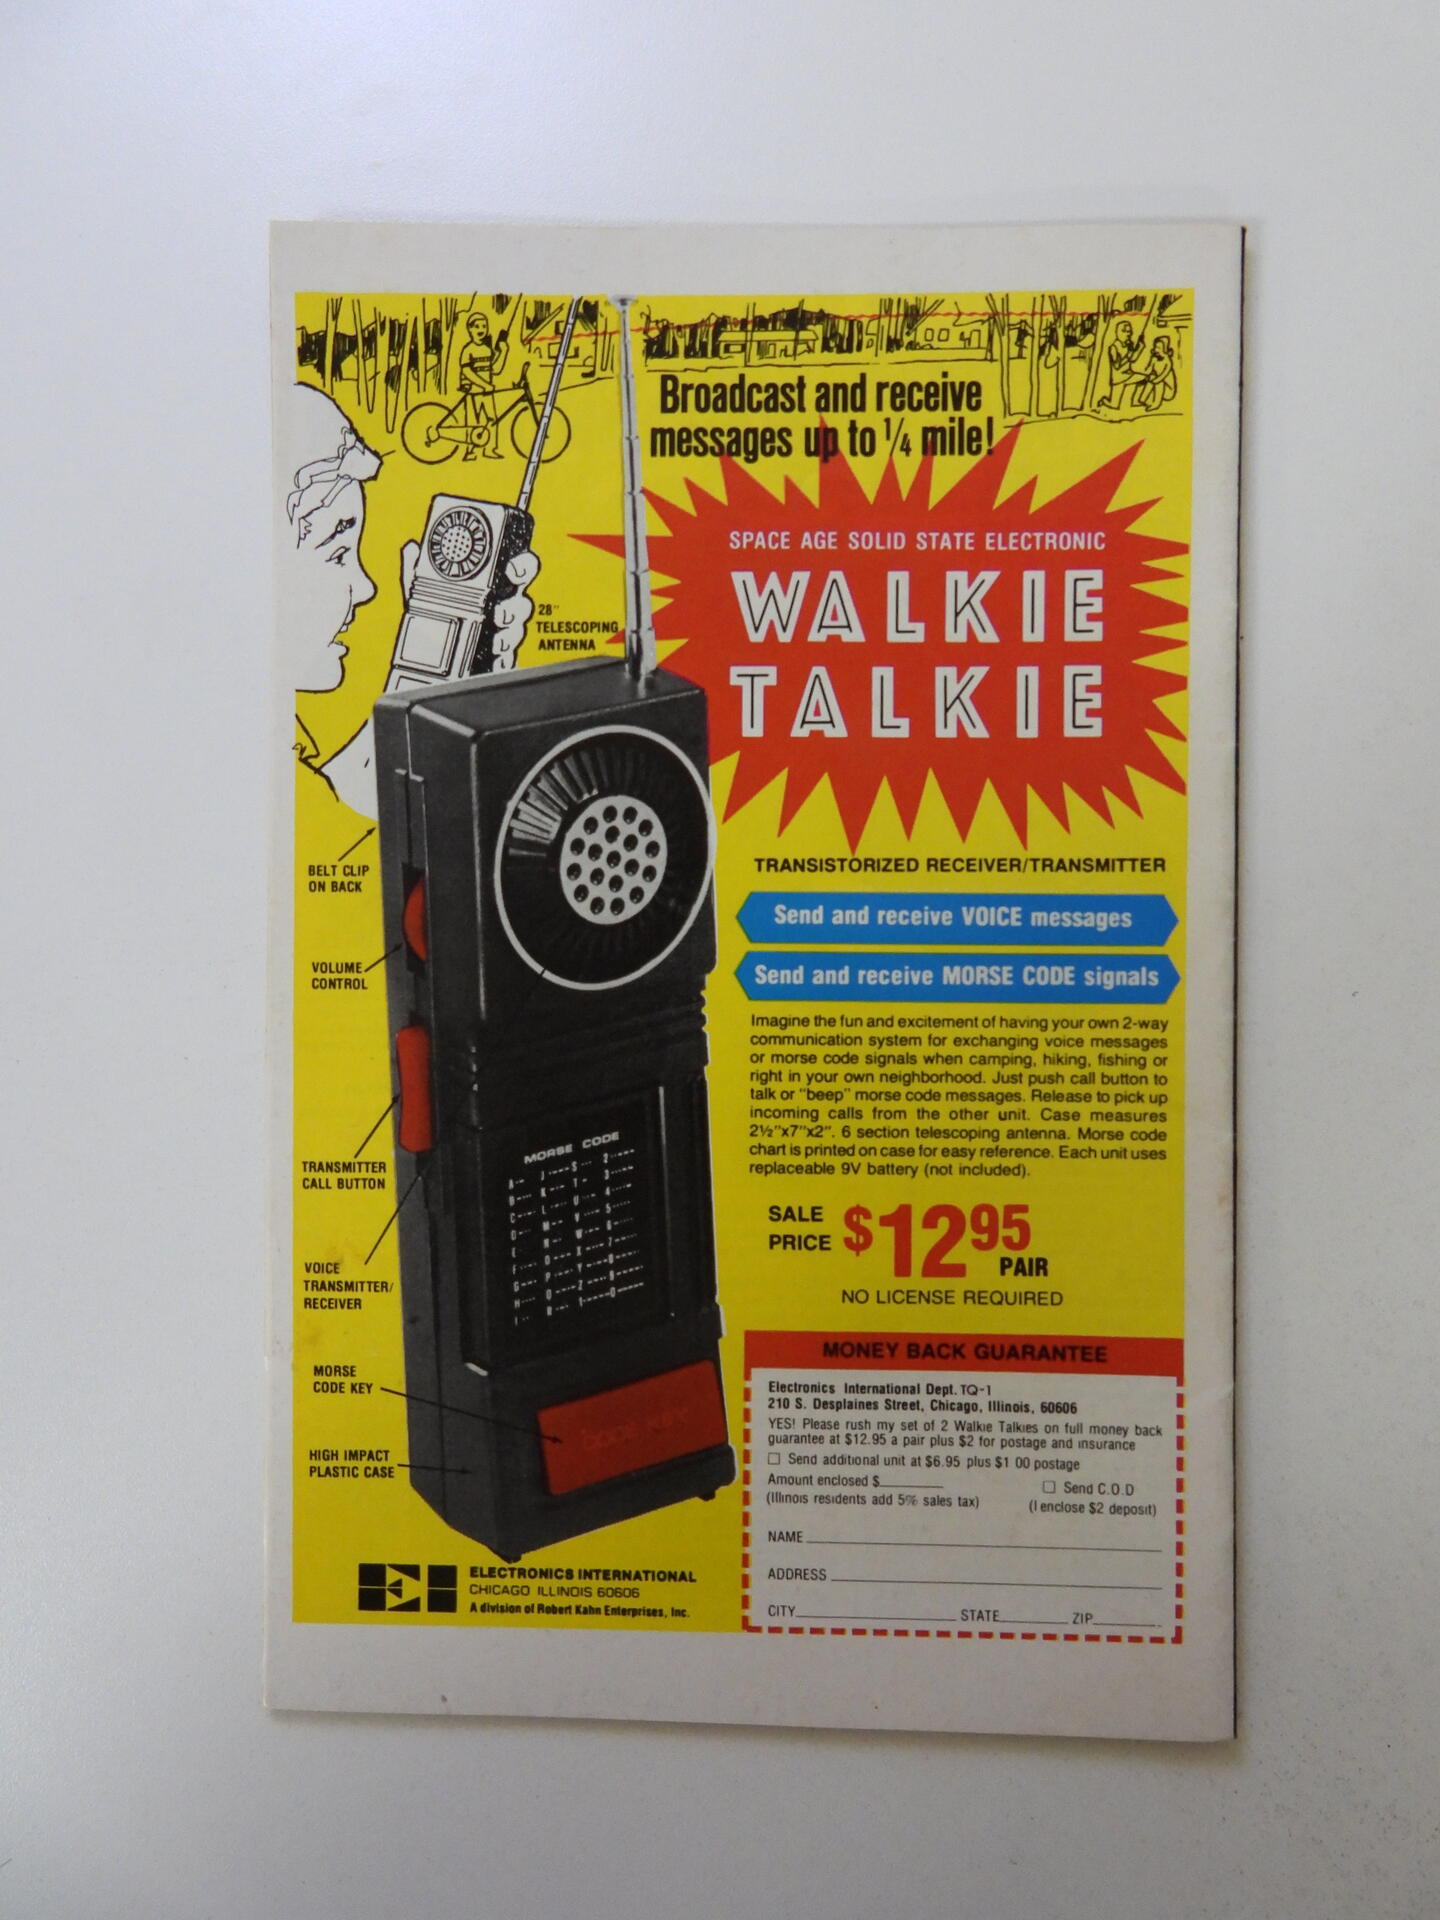 Broadcast and receive
messages up to 1/4 mile!
SPACE AGE SOLID STATE ELECTRONIC
WALKIE
TALKIE
28"
TELESCOPING
ANTENNA
BELT CLIP
ON BACK
VOLUME
CONTROL
TRANSMITTER
CALL BUTTON
VOICE
TRANSMITTER/
RECEIVER
MORSE
CODE KEY
HIGH IMPACT
PLASTIC CASE
MORSE CODE
CODE KEY
TRANSISTORIZED RECEIVER/TRANSMITTER
Send and receive VOICE messages
Send and receive MORSE CODE signals
Imagine the fun and excitement of having your own 2-way
communication system for exchanging voice messages
or morse code signals when camping, hiking, fishing or
right in your own neighborhood. Just push call button to
talk or "beep" morse code messages. Release to pick up
incoming calls from the other unit. Case measures
2½"x7"x2". 6 section telescoping antenna. Morse code
chart is printed on case for easy reference. Each unit uses
replaceable 9V battery (not included).
SALE
PRICE $12 95
PAIR
NO LICENSE REQUIRED
MONEY BACK GUARANTEE
Electronics International Dept. TQ-1
210 S. Desplaines Street, Chicago, Illinois, 60606
YES! Please rush my set of 2 Walkie Talkies on full money back
guarantee at $12.95 a pair plus $2 for postage and insurance
☐ Send additional unit at $6.95 plus $1 00 postage
Amount enclosed $________ ☐ Send C.O.D
(Illinois residents add 5% sales tax) (I enclose $2 deposit)
NAME
ADDRESS
CITY STATE ZIP
EI
ELECTRONICS INTERNATIONAL
CHICAGO ILLINOIS 60606
A division of Robert Kahn Enterprises, Inc.